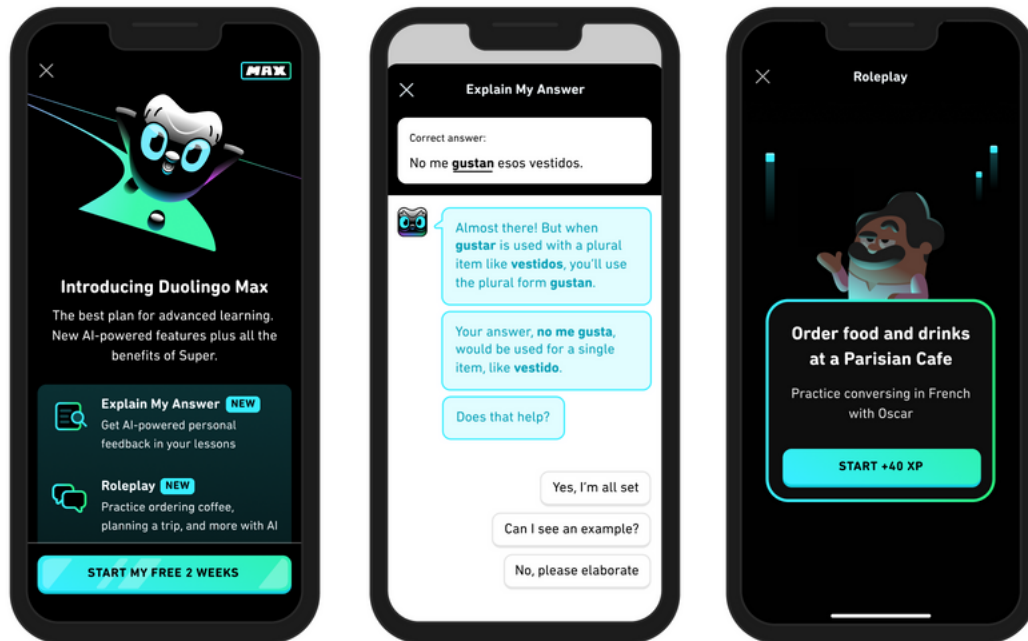 MAX
Introducing Duolingo Max
The best plan for advanced learning.
New AI-powered features plus all the
benefits of Super.
Explain My Answer NEW
Get AI-powered personal
feedback in your lessons
Roleplay NEW
Practice ordering coffee,
planning a trip, and more with AI
START MY FREE 2 WEEKS
Explain My Answer
Correct answer:
No me gustan esos vestidos.
Almost there! But when
gustar is used with a plural
item like vestidos, you'll use
the plural form gustan.
Your answer, no me gusta,
would be used for a single
item, like vestido.
Does that help?
Yes, I'm all set
Can I see an example?
No, please elaborate
Roleplay
Order food and drinks
at a Parisian Cafe
Practice conversing in French
with Oscar
START +40 XP